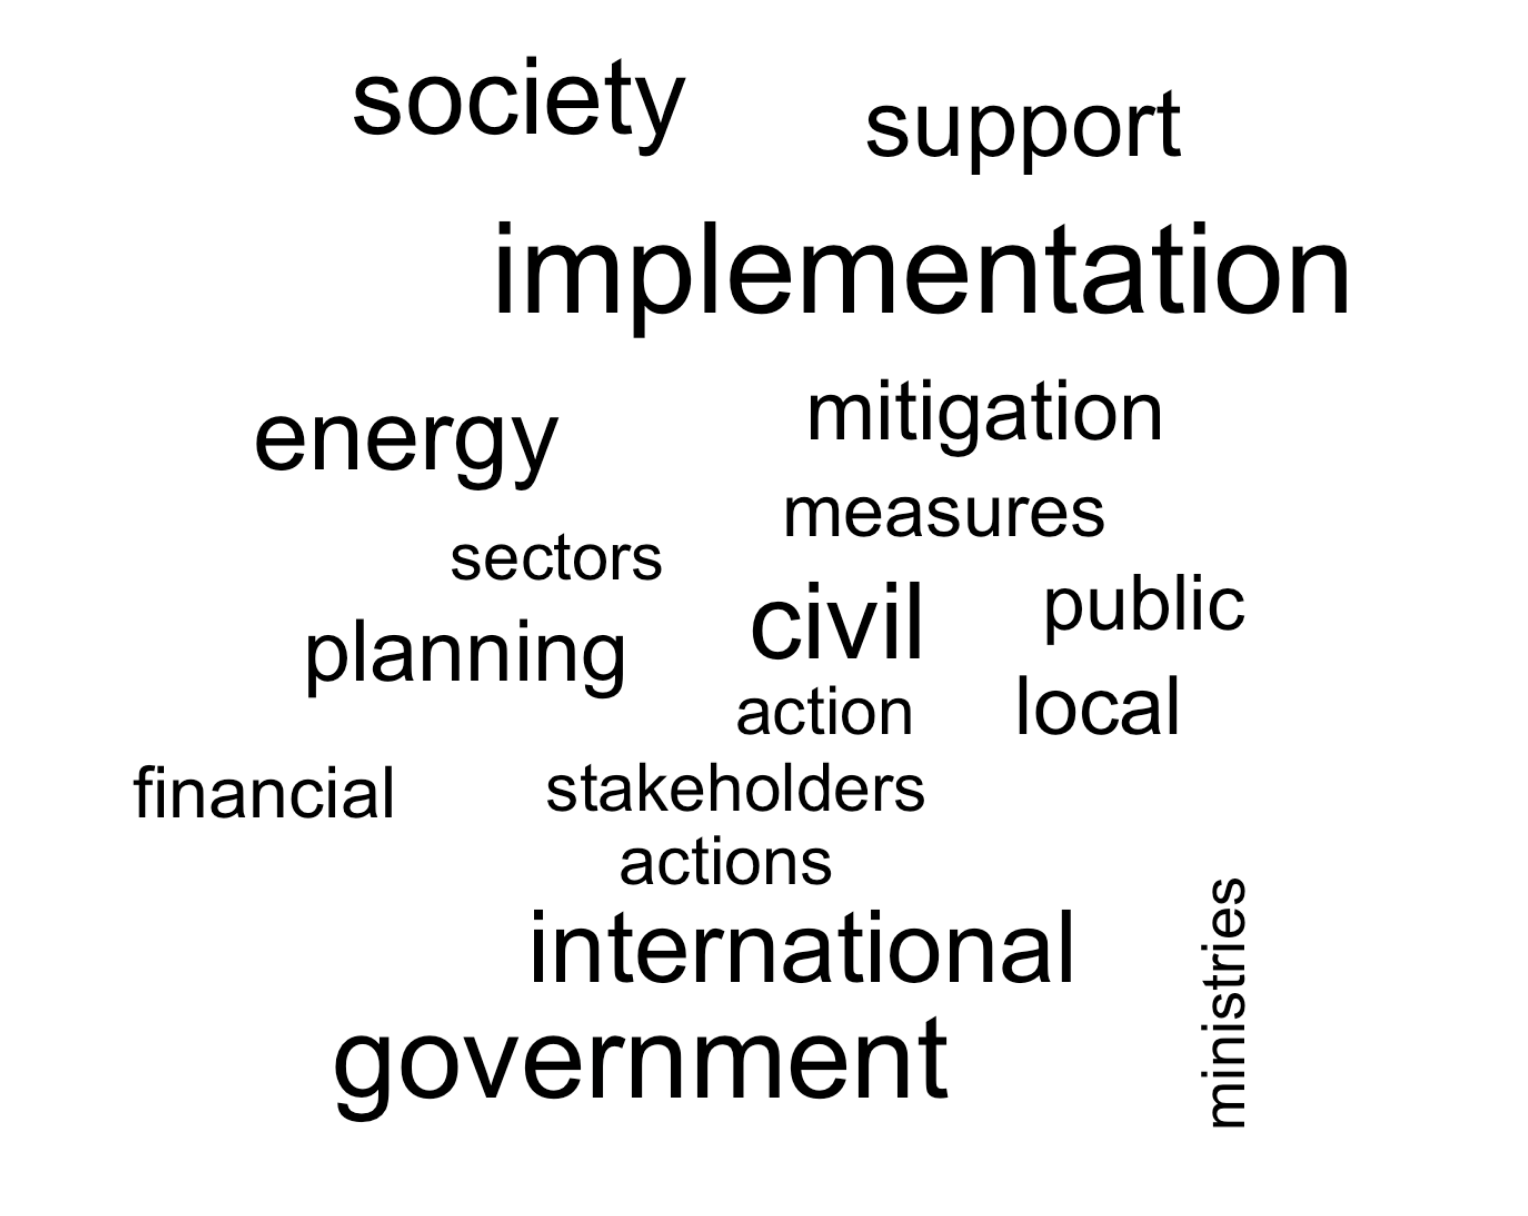 society
support
implementation
energy
mitigation
measures
sectors
civil
public
planning
action
local
financial
stakeholders
actions
international
ministries
government